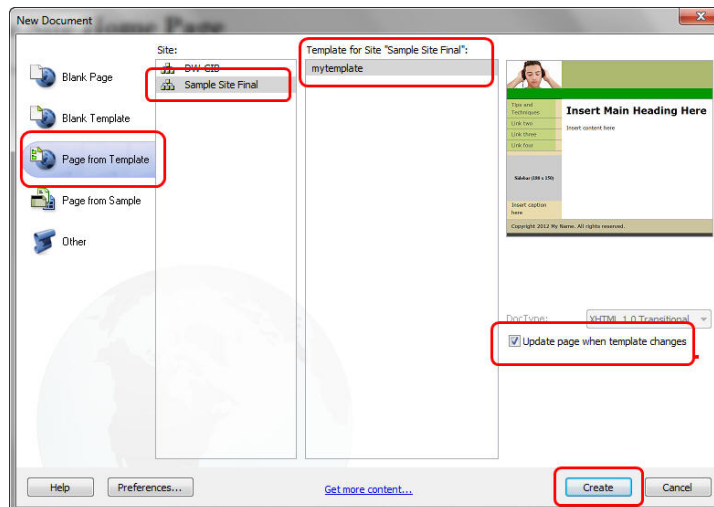 New Document
Site:
Template for Site "Sample Site Final":
Blank Page
Blank Template
Page from Template
Page from Sample
Other
DW-CIB
Sample Site Final
mytemplate
Tips and
Techniques
Link two
Link three
Link four
Insert Main Heading Here
Insert content here
Sidebar (180 x 150)
Insert caption
here
Copyright 2012 My Name. All rights reserved.
DocType:
XHTML 1.0 Transitional
Update page when template changes
Help
Preferences...
Get more content...
Create
Cancel